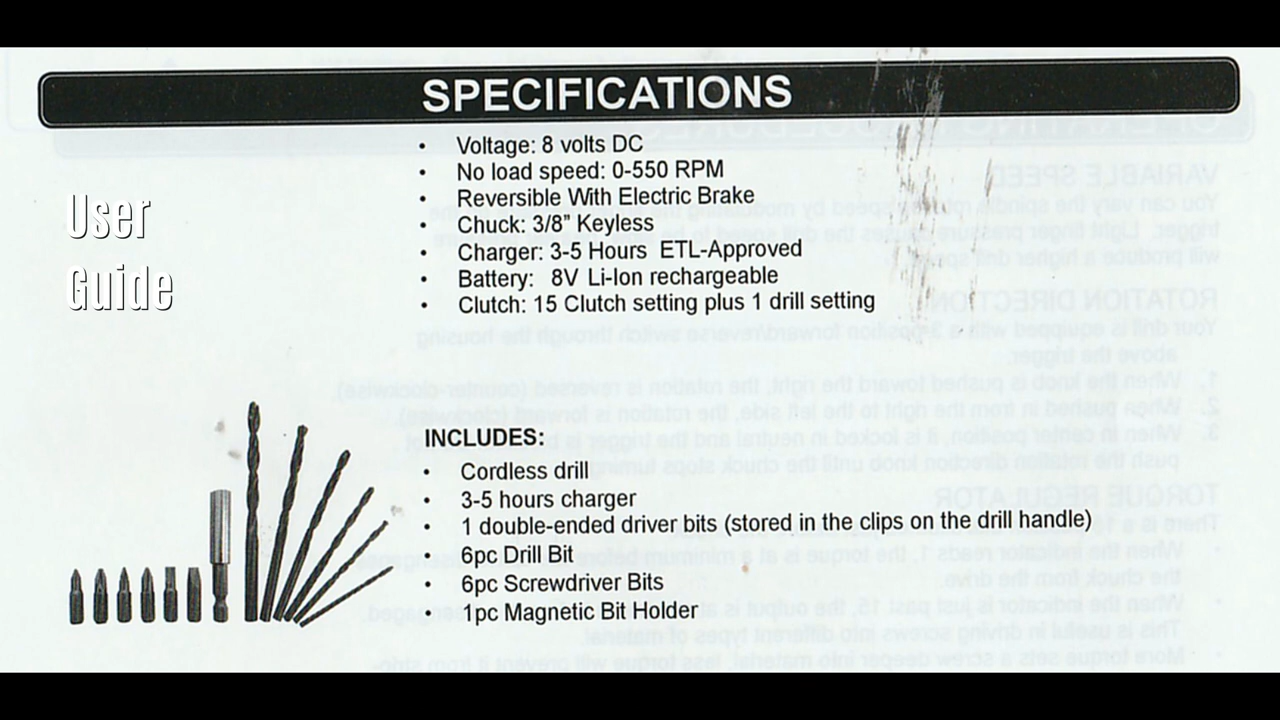 SPECIFICATIONS
• Voltage: 8 volts DC
• No load speed: 0-550 RPM
• Reversible With Electric Brake
• Chuck: 3/8" Keyless
• Charger: 3-5 Hours ETL-Approved
• Battery: 8V Li-Ion rechargeable
• Clutch: 15 Clutch setting plus 1 drill setting
User
Guide
INCLUDES:
• Cordless drill
• 3-5 hours charger
• 1 double-ended driver bits (stored in the clips on the drill handle)
• 6pc Drill Bit
• 6pc Screwdriver Bits
• 1pc Magnetic Bit Holder